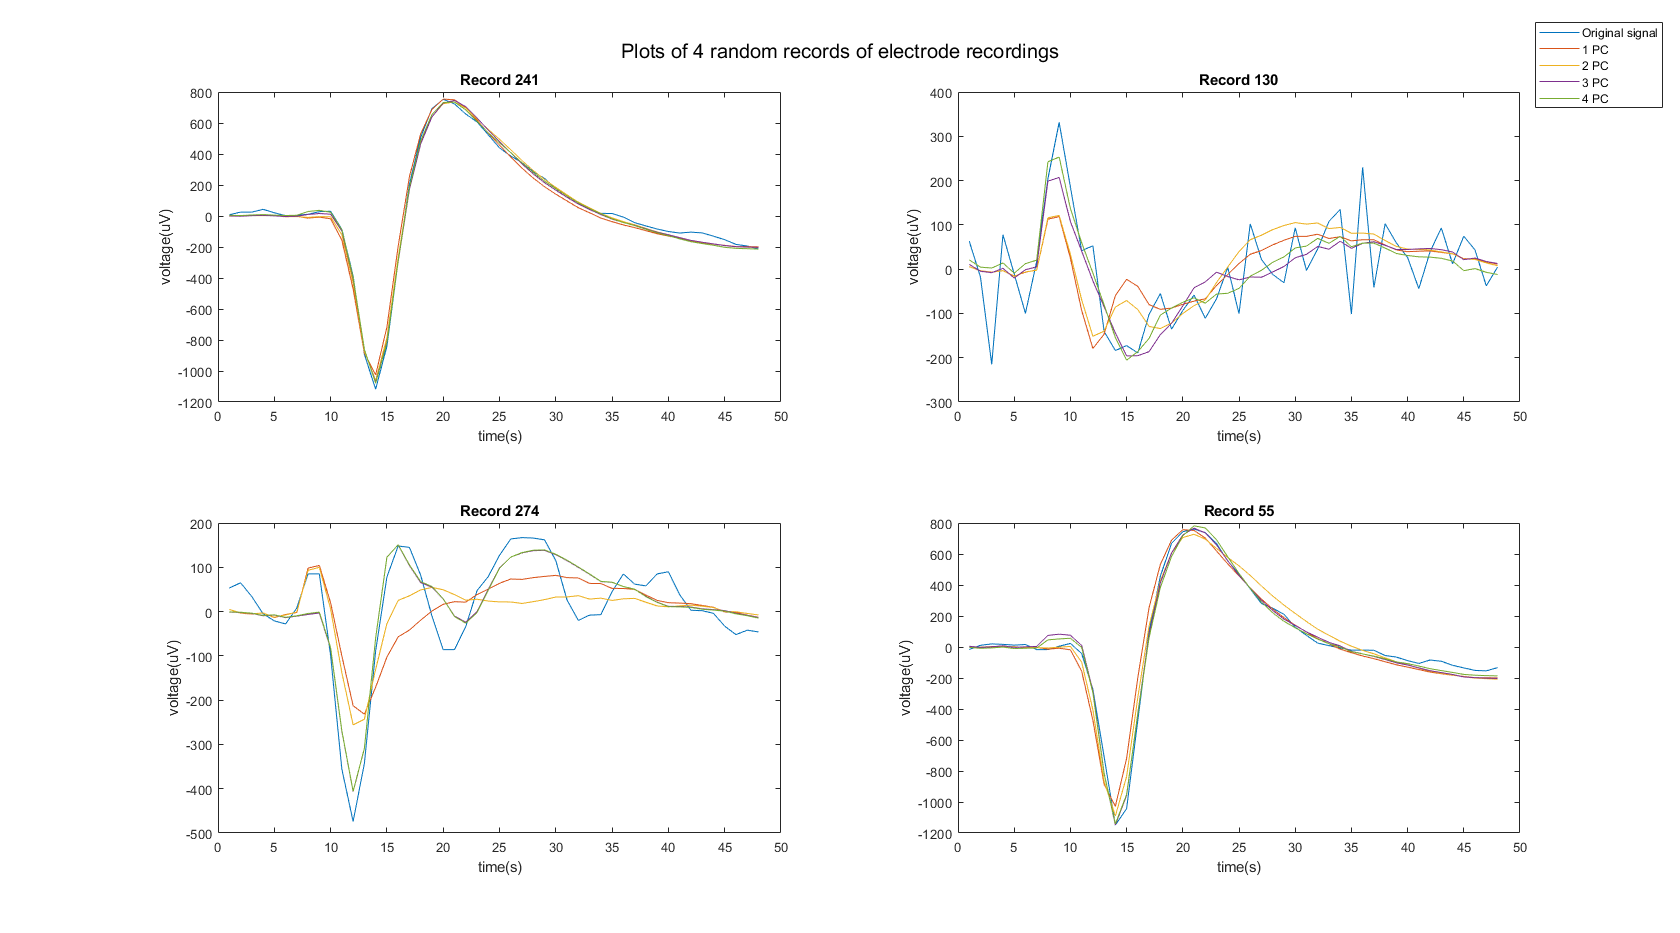 Plots of 4 random records of electrode recordings
Original signal
1 PC
2 PC
3 PC
4 PC
Record 241
800
600
400
200
0
-200
-400
-600
-800
-1000
-1200
voltage(uV)
0 5 10 15 20 25 30 35 40 45 50
time(s)
Record 130
400
300
200
100
0
-100
-200
-300
voltage(uV)
0 5 10 15 20 25 30 35 40 45 50
time(s)
Record 274
200
100
0
-100
-200
-300
-400
-500
voltage(uV)
0 5 10 15 20 25 30 35 40 45 50
time(s)
Record 55
800
600
400
200
0
-200
-400
-600
-800
-1000
-1200
voltage(uV)
0 5 10 15 20 25 30 35 40 45 50
time(s)